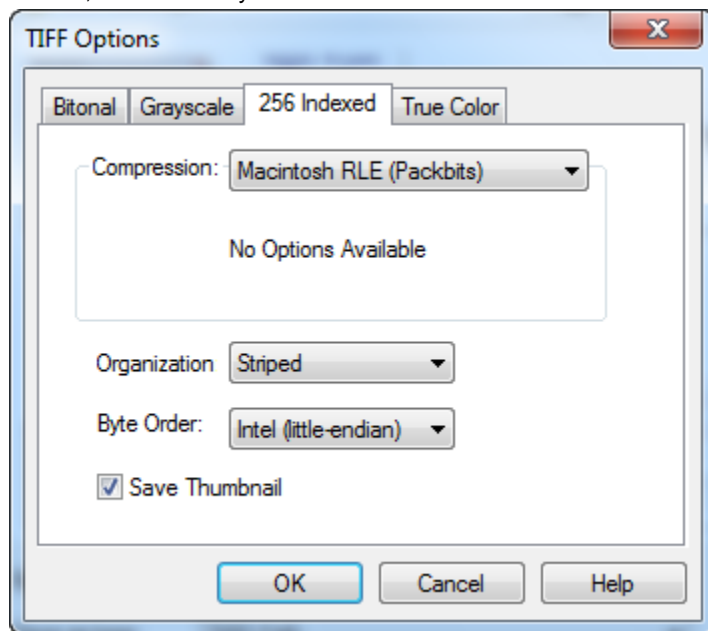 TIFF Options
Bitonal Grayscale 256 Indexed True Color
Compression: Macintosh RLE (Packbits)
No Options Available
Organization Striped
Byte Order: Intel (little-endian)
Save Thumbnail
OK Cancel Help